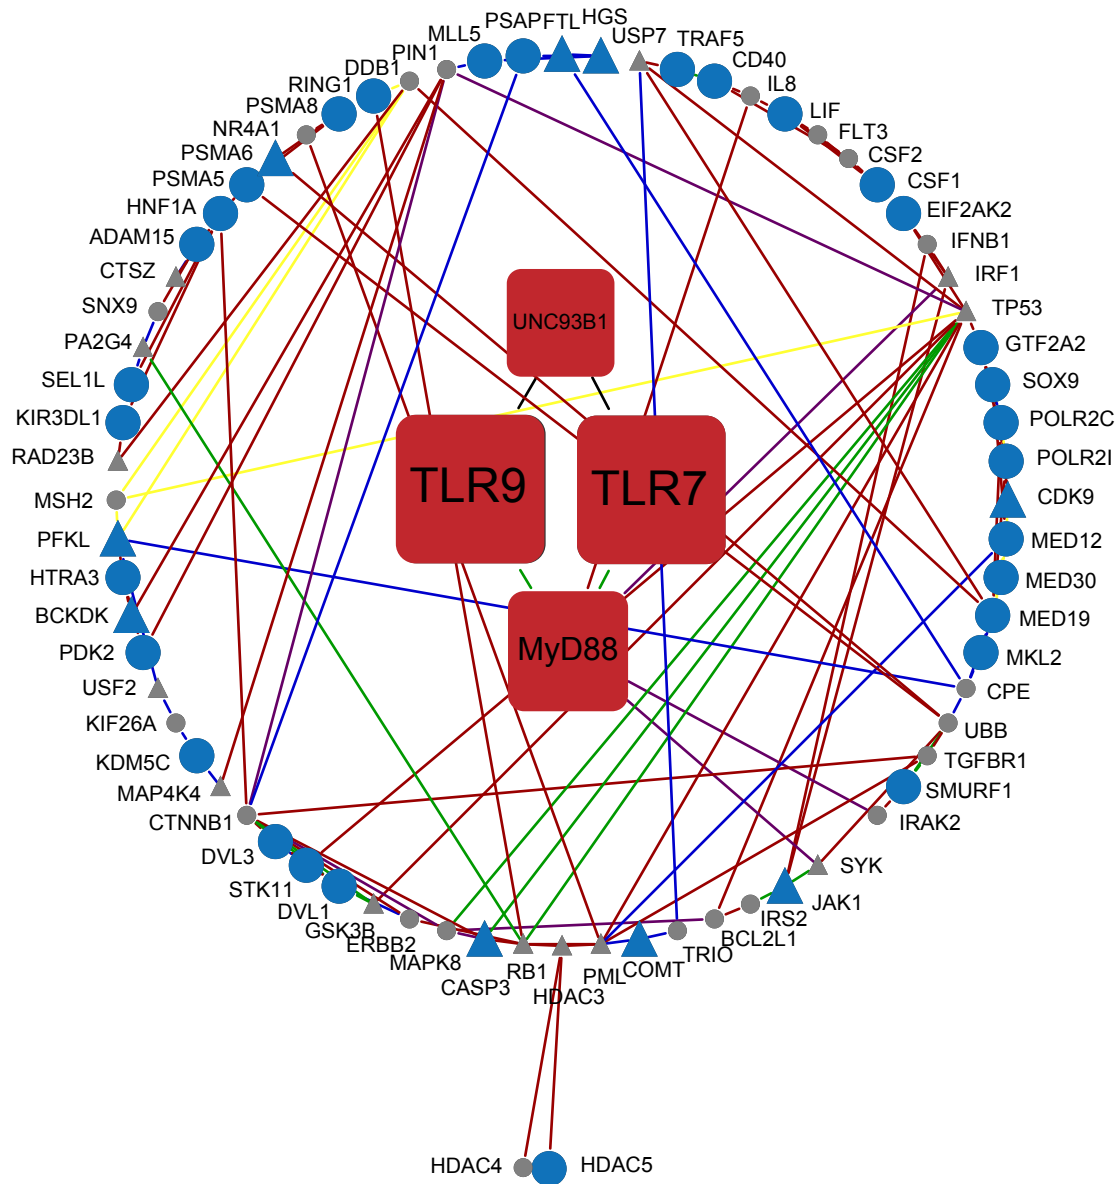 HGS
PSAP
FTL
MLL5
USP7
PIN1
TRAF5
DDB1
CD40
RING1
IL8
PSMA8
LIF
NR4A1
FLT3
PSMA6
CSF2
PSMA5
CSF1
HNF1A
EIF2AK2
ADAM15
IFNB1
CTSZ
IRF1
SNX9
TP53
UNC93B1
PA2G4
GTF2A2
SEL1L
SOX9
KIR3DL1
POLR2C
RAD23B
POLR2I
TLR9
TLR7
MSH2
CDK9
PFKL
MED12
HTRA3
MED30
BCKDK
MED19
PDK2
MyD88
MKL2
USF2
CPE
KIF26A
UBB
KDM5C
TGFBR1
MAP4K4
SMURF1
CTNNB1
IRAK2
DVL3
SYK
STK11
JAK1
DVL1
IRS2
GSK3B
BCL2L1
ERBB2
TRIO
MAPK8
COMT
CASP3
RB1
PML
HDAC3
HDAC4
HDAC5